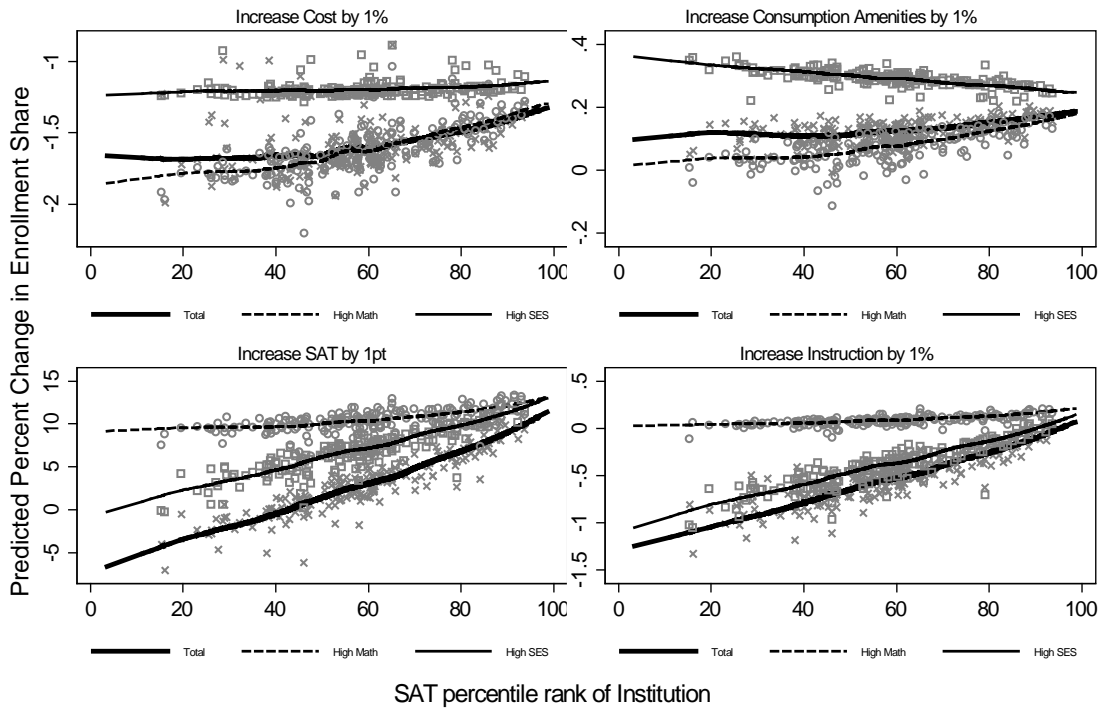 Predicted Percent Change in Enrollment Share
Increase Cost by 1%
-1
-1.5
-2
0 20 40 60 80 100
Total High Math High SES
Increase Consumption Amenities by 1%
.4
.2
0
-.2
0 20 40 60 80 100
Total High Math High SES
Increase SAT by 1pt
15
10
5
0
-5
0 20 40 60 80 100
Total High Math High SES
Increase Instruction by 1%
.5
0
-.5
-1
-1.5
0 20 40 60 80 100
Total High Math High SES
SAT percentile rank of Institution